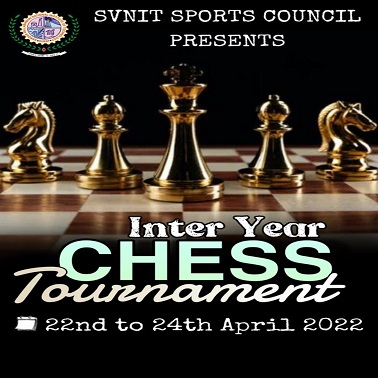 SVNIT SPORTS COUNCIL
PRESENTS
Inter Year
CHESS
Tournament
22nd to 24th April 2022